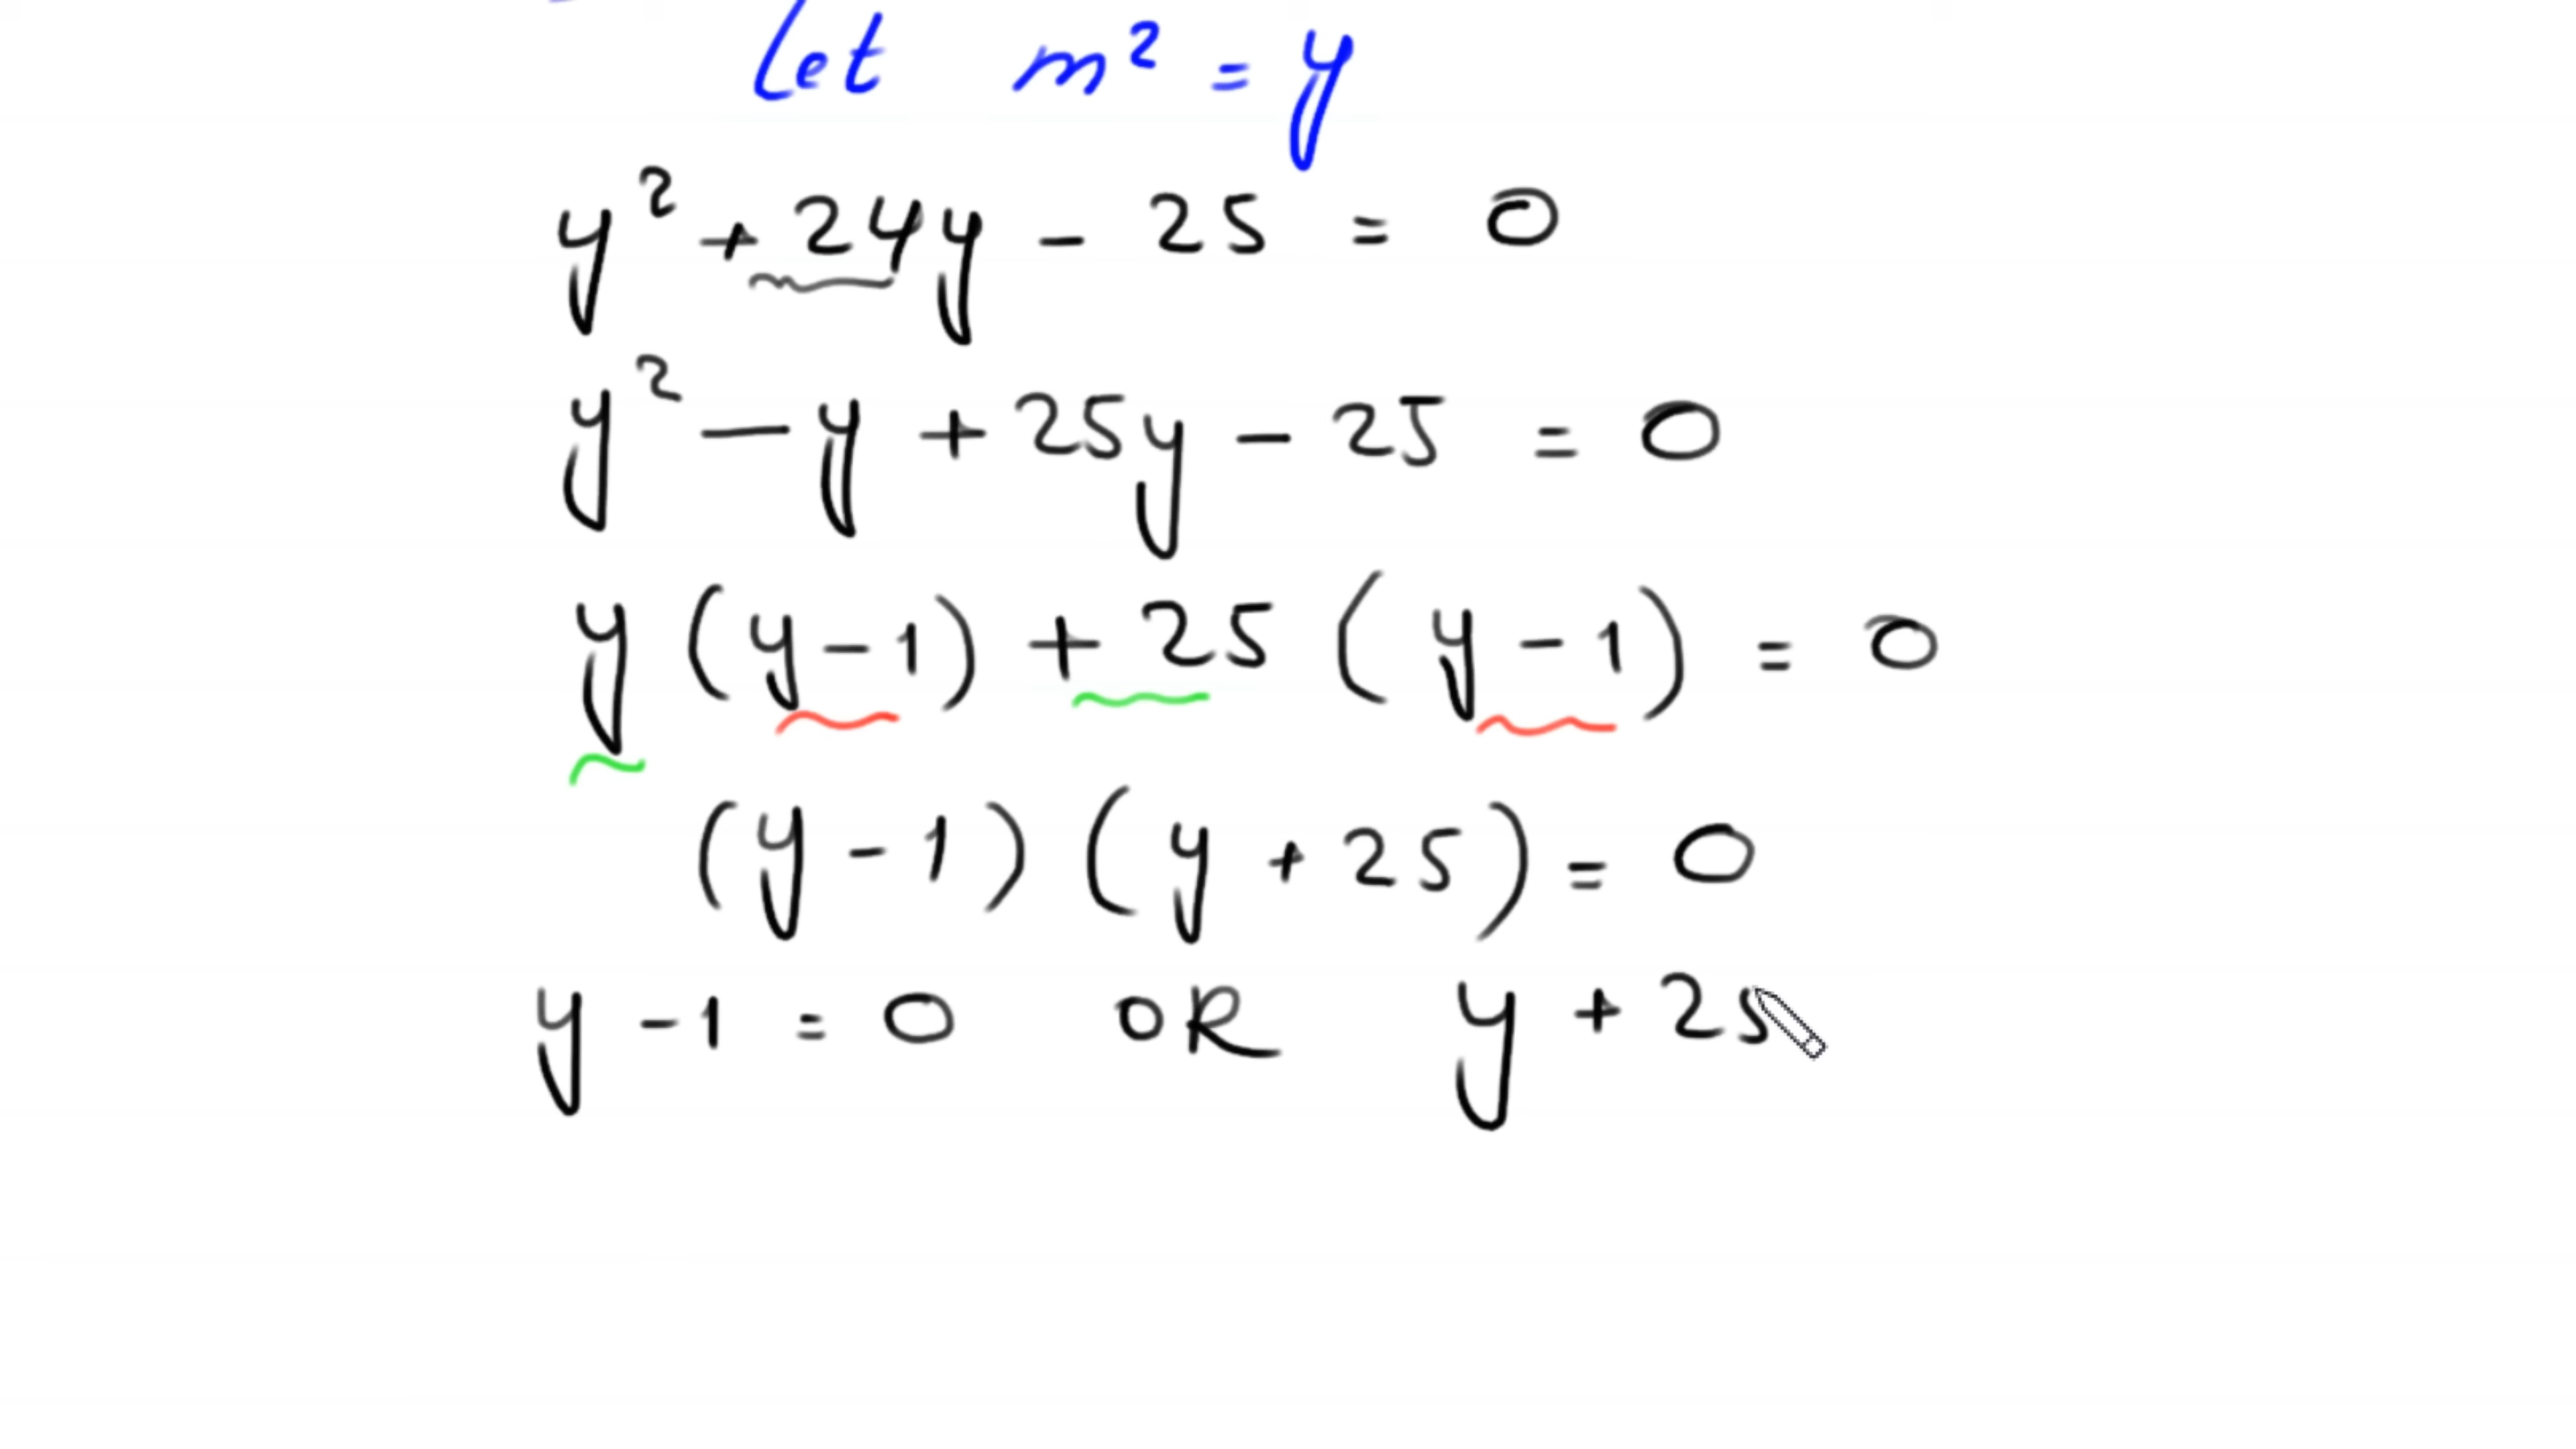 Let m² = y
y² + 24y - 25 = 0
y² - y + 25y - 25 = 0
y (y - 1) + 25 (y - 1) = 0
(y - 1) (y + 25) = 0
y - 1 = 0 OR y + 25